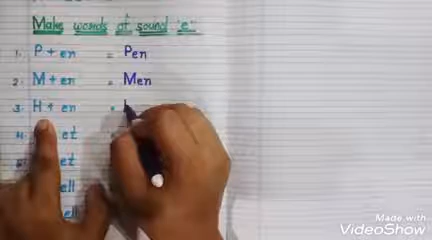 Make words of sound "e"
1. P + en = Pen
2. M + en = Men
3. H + en =
4. et
et
ell
ell
Made with
VideoShow